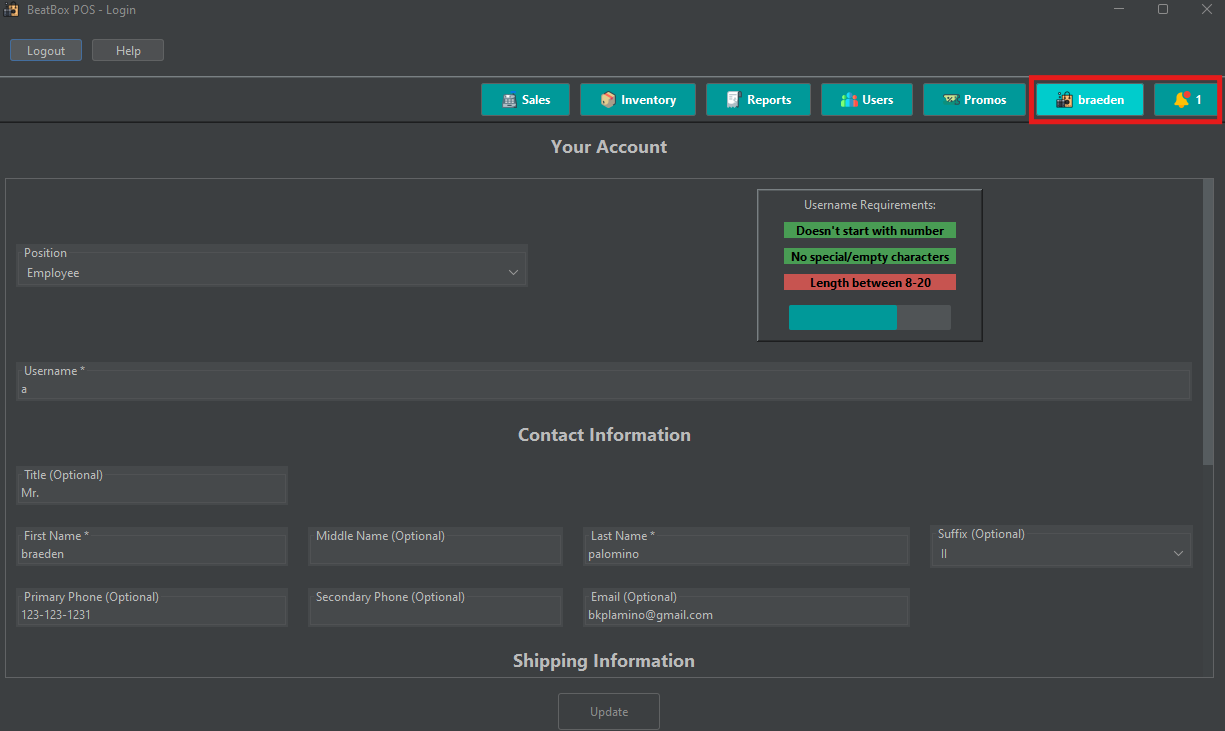 BeatBox POS - Login
Logout Help
Sales Inventory Reports Users Promos braeden 1
Your Account
Username Requirements:
Doesn't start with number
No special/empty characters
Length between 8-20
Position
Employee
Username *
a
Contact Information
Title (Optional)
Mr.
First Name * Middle Name (Optional) Last Name * Suffix (Optional)
braeden palomino II
Primary Phone (Optional) Secondary Phone (Optional) Email (Optional)
123-123-1231 bkplamino@gmail.com
Shipping Information
Update